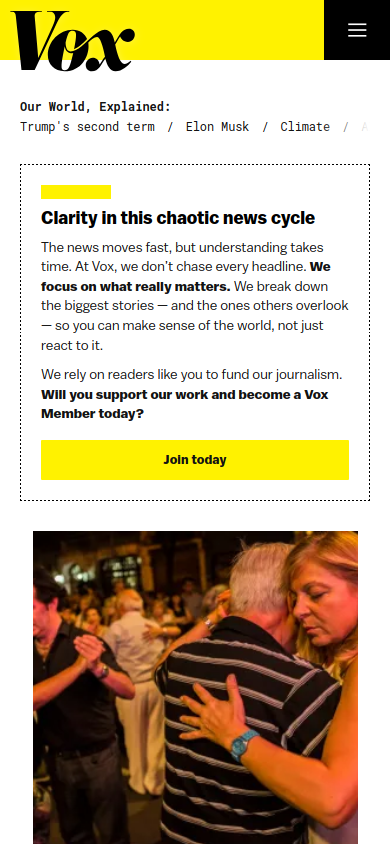 Vox
Our World, Explained:
Trump's second term / Elon Musk / Climate /
Clarity in this chaotic news cycle
The news moves fast, but understanding takes
time. At Vox, we don't chase every headline. We
focus on what really matters. We break down
the biggest stories — and the ones others overlook
— so you can make sense of the world, not just
react to it.
We rely on readers like you to fund our journalism.
Will you support our work and become a Vox
Member today?
Join today